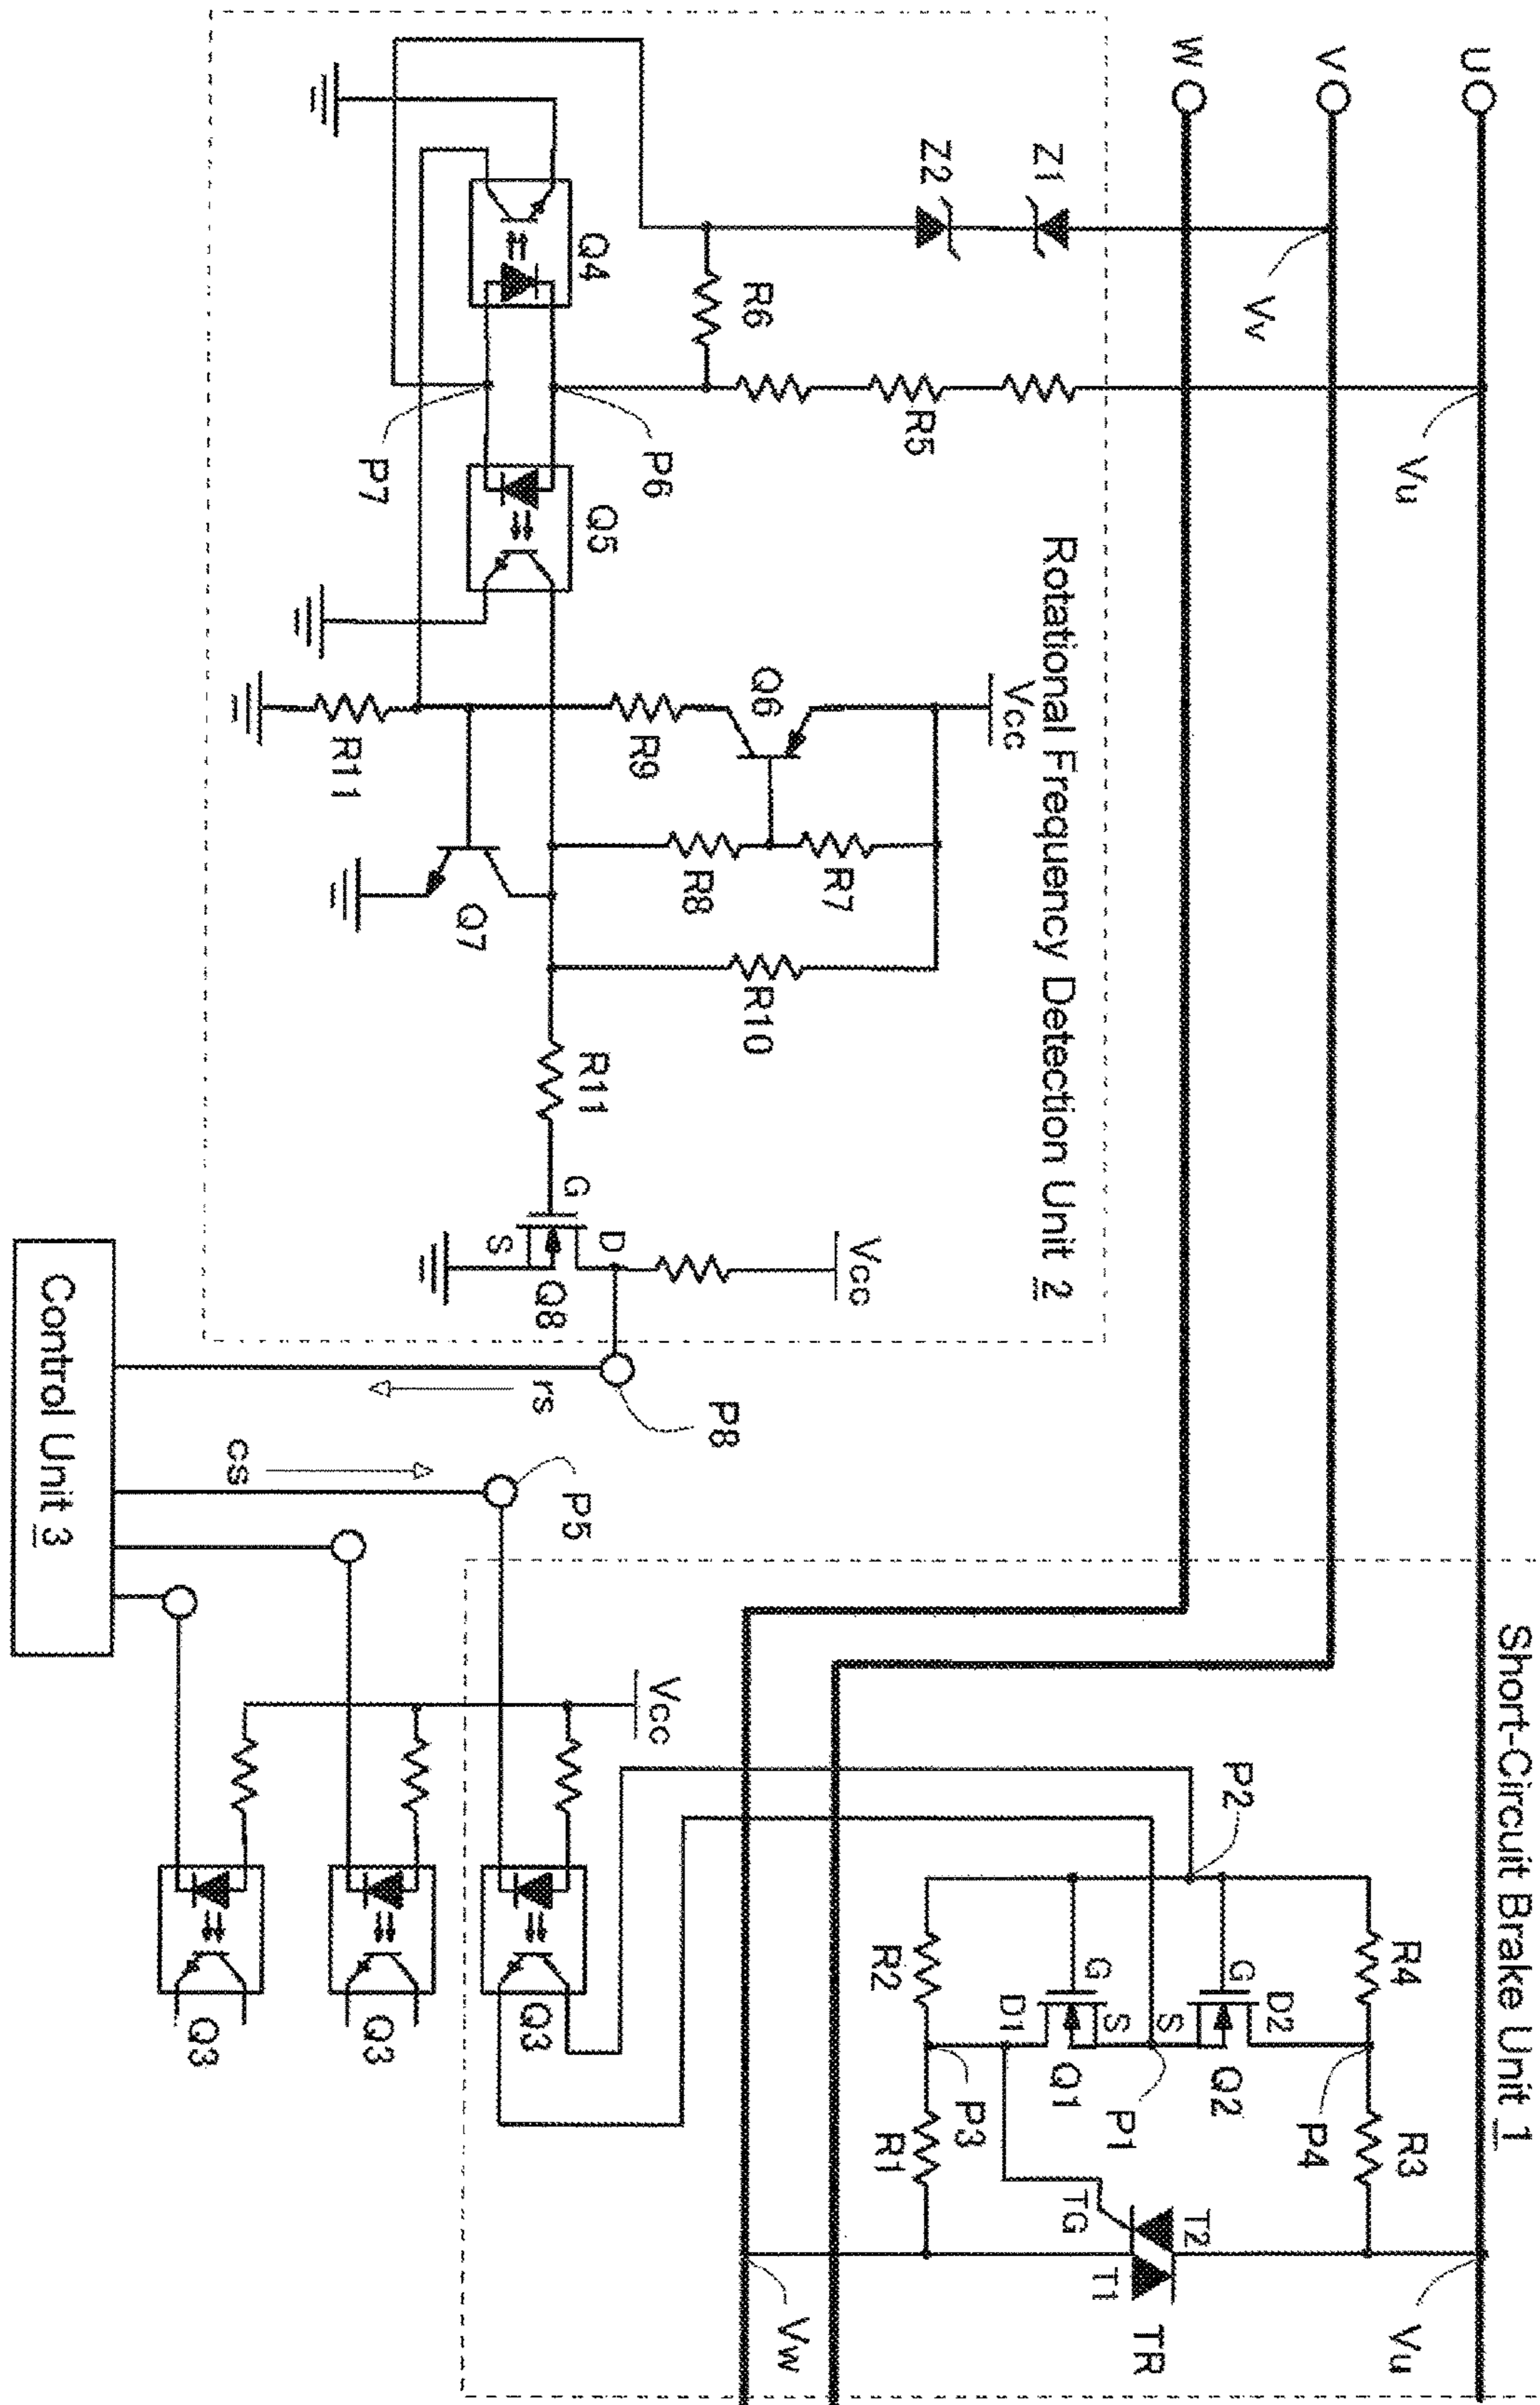 U
V
W
Vu
Vv
Short-Circuit Brake Unit 1
Vu
Vw
R4
R3
P2
G
D2
S
Q2
P4
G
D1
S
Q1
P1
R2
R1
P3
TG
T2
T1
TR
Rotational Frequency Detection Unit 2
Z1
Z2
R6
R5
Q4
Q5
P6
P7
Vcc
Q6
R7
R8
R9
R10
R11
Q7
R11
G
D
S
Q8
Vcc
P8
rs
cs
P5
Vcc
Q3
Q3
Q3
Control Unit 3